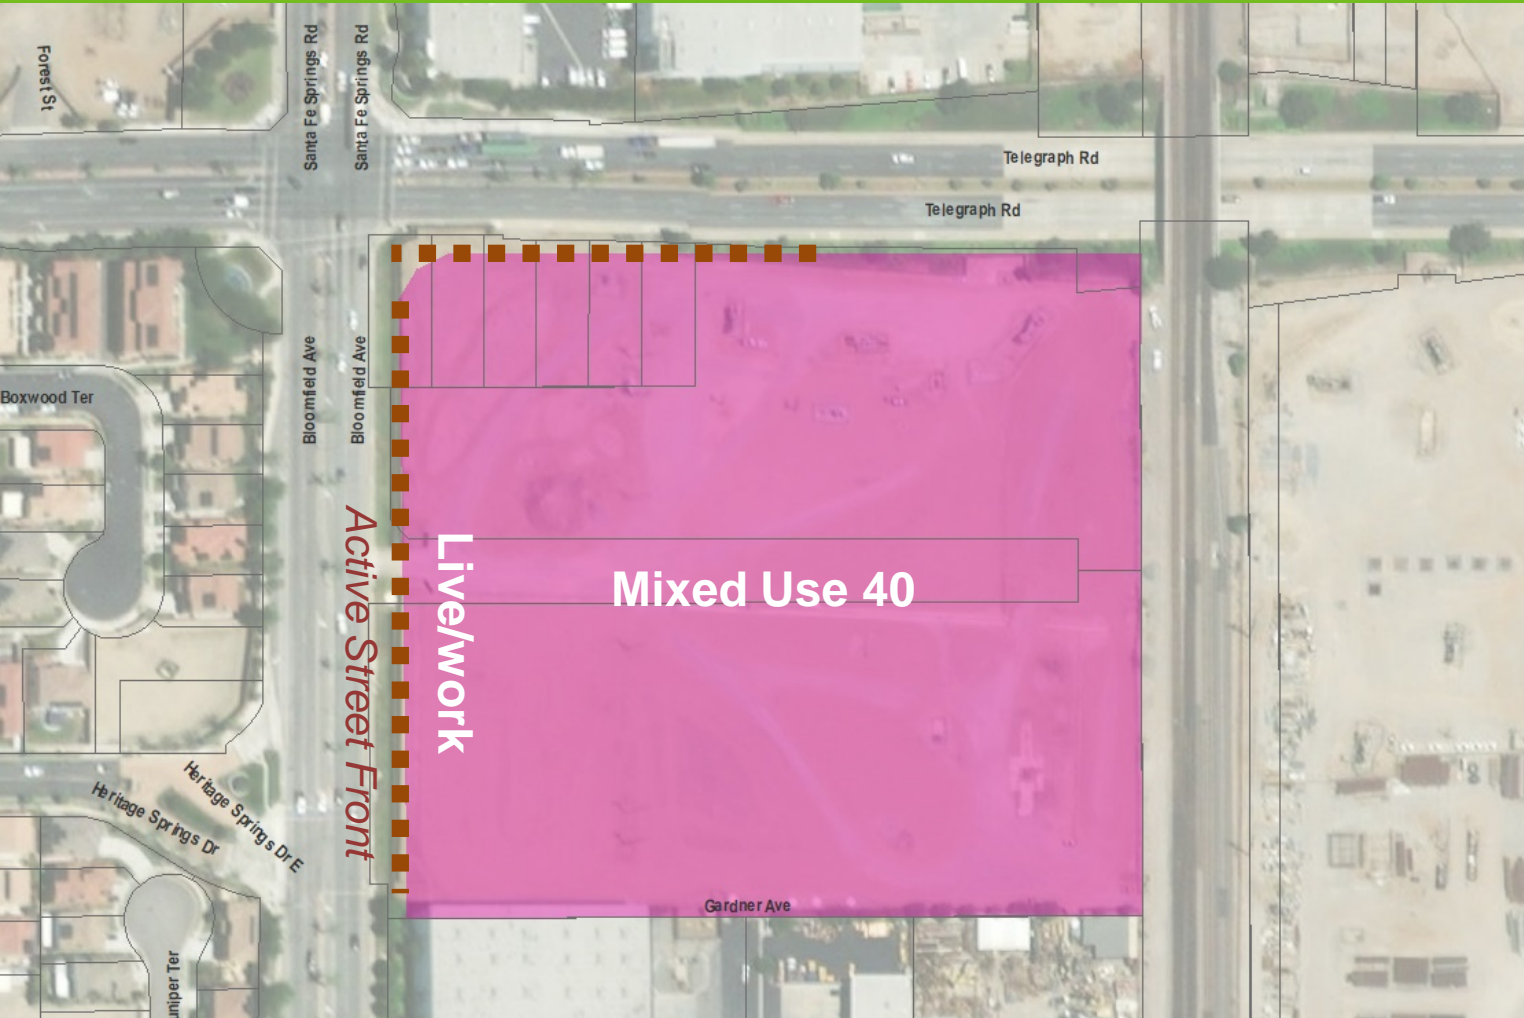 Forest St
Santa Fe Springs Rd
Santa Fe Springs Rd
Telegraph Rd
Telegraph Rd
Bloomfield Ave
Bloomfield Ave
Boxwood Ter
Active Street Front
Live/work
Mixed Use 40
Heritage Springs Dr
Heritage Springs Dr E
Gardner Ave
uniper Ter